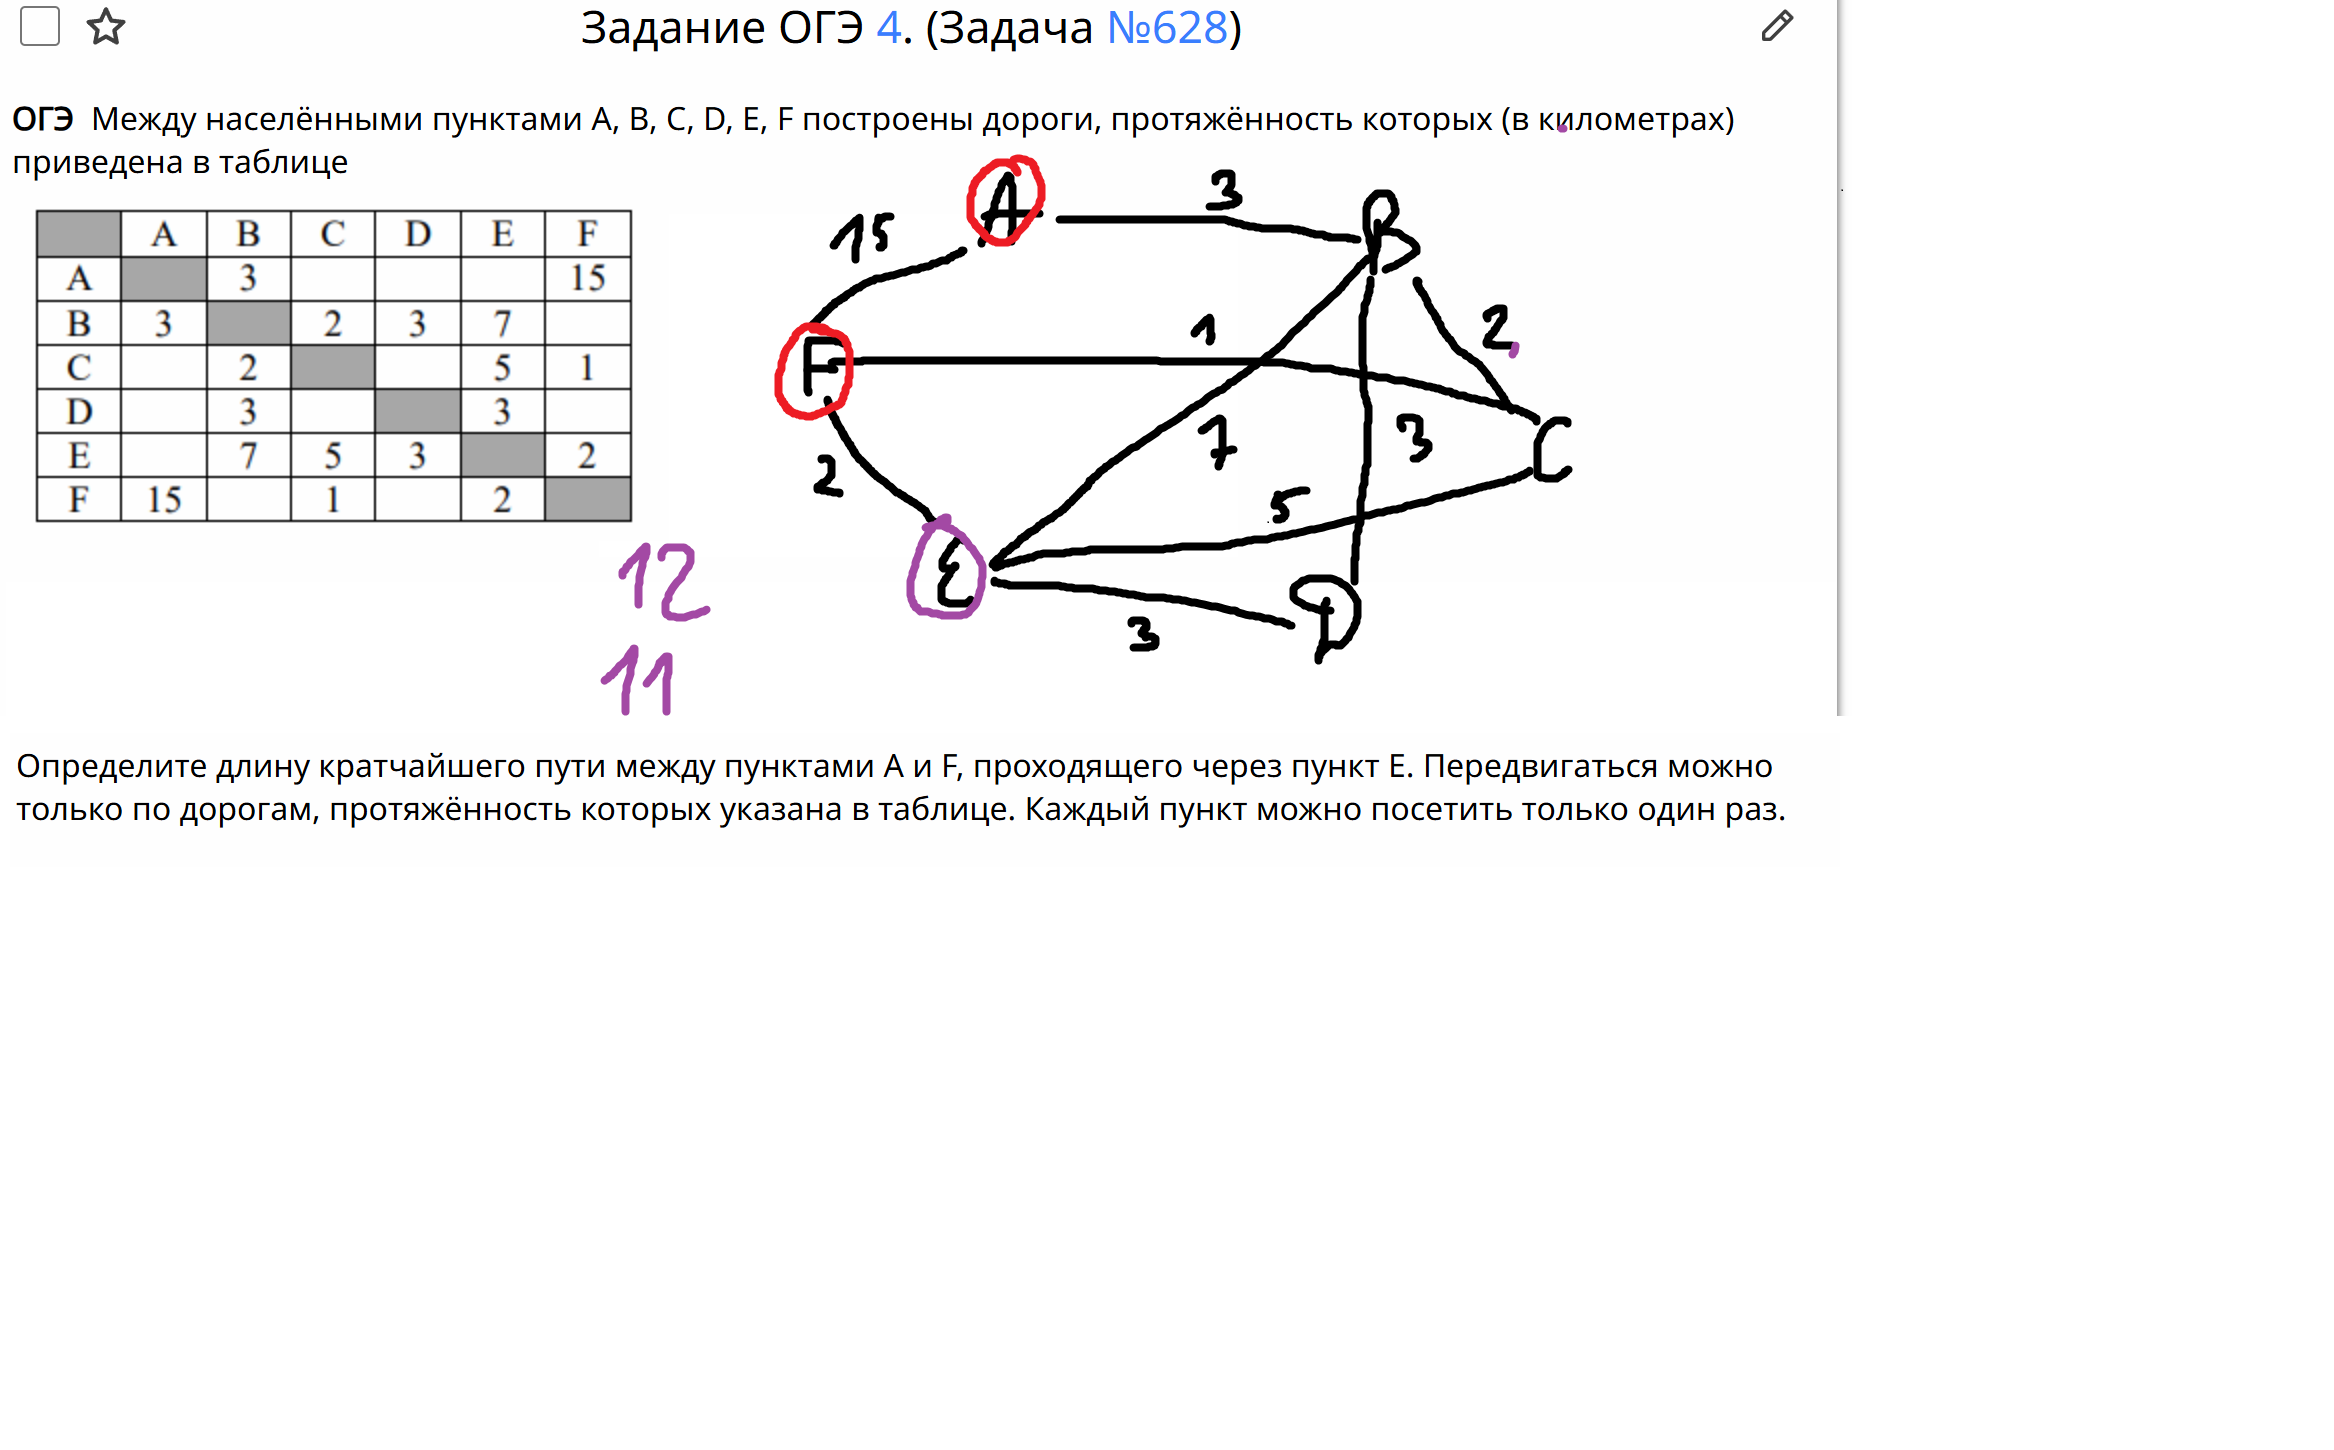 Задание ОГЭ 4. (Задача №628)
ОГЭ Между населёнными пунктами A, B, C, D, E, F построены дороги, протяжённость которых (в километрах)
приведена в таблице
A B C D E F
A 3 15
B 3 2 3 7
C 2 5 1
D 3 3
E 7 5 3 2
F 15 1 2
A 3 B
15
1 2
F
7 3 C
2
5
E
D
3
12
11
Определите длину кратчайшего пути между пунктами A и F, проходящего через пункт E. Передвигаться можно
только по дорогам, протяжённость которых указана в таблице. Каждый пункт можно посетить только один раз.